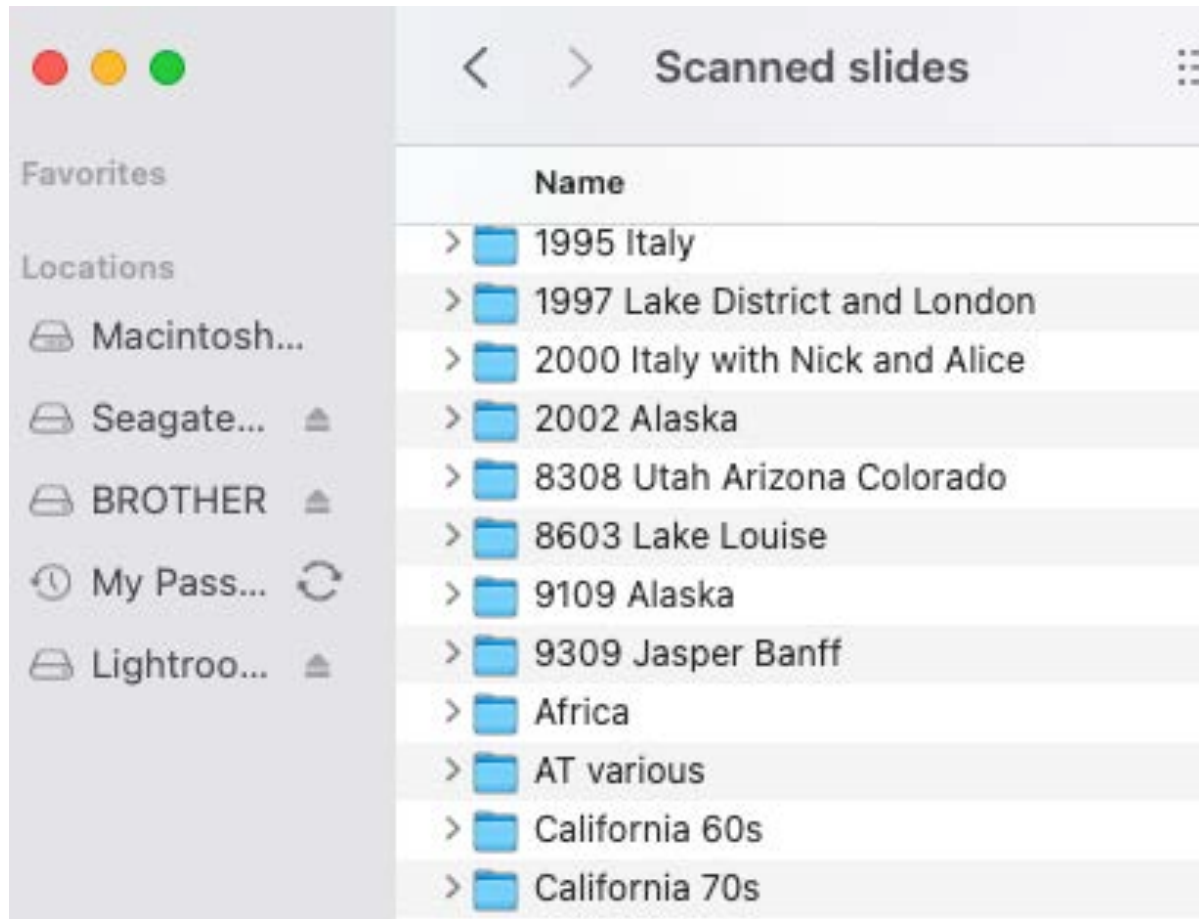 Scanned slides
Favorites
Locations
Macintosh...
Seagate...
BROTHER
My Pass...
Lightroo...
Name
1995 Italy
1997 Lake District and London
2000 Italy with Nick and Alice
2002 Alaska
8308 Utah Arizona Colorado
8603 Lake Louise
9109 Alaska
9309 Jasper Banff
Africa
AT various
California 60s
California 70s